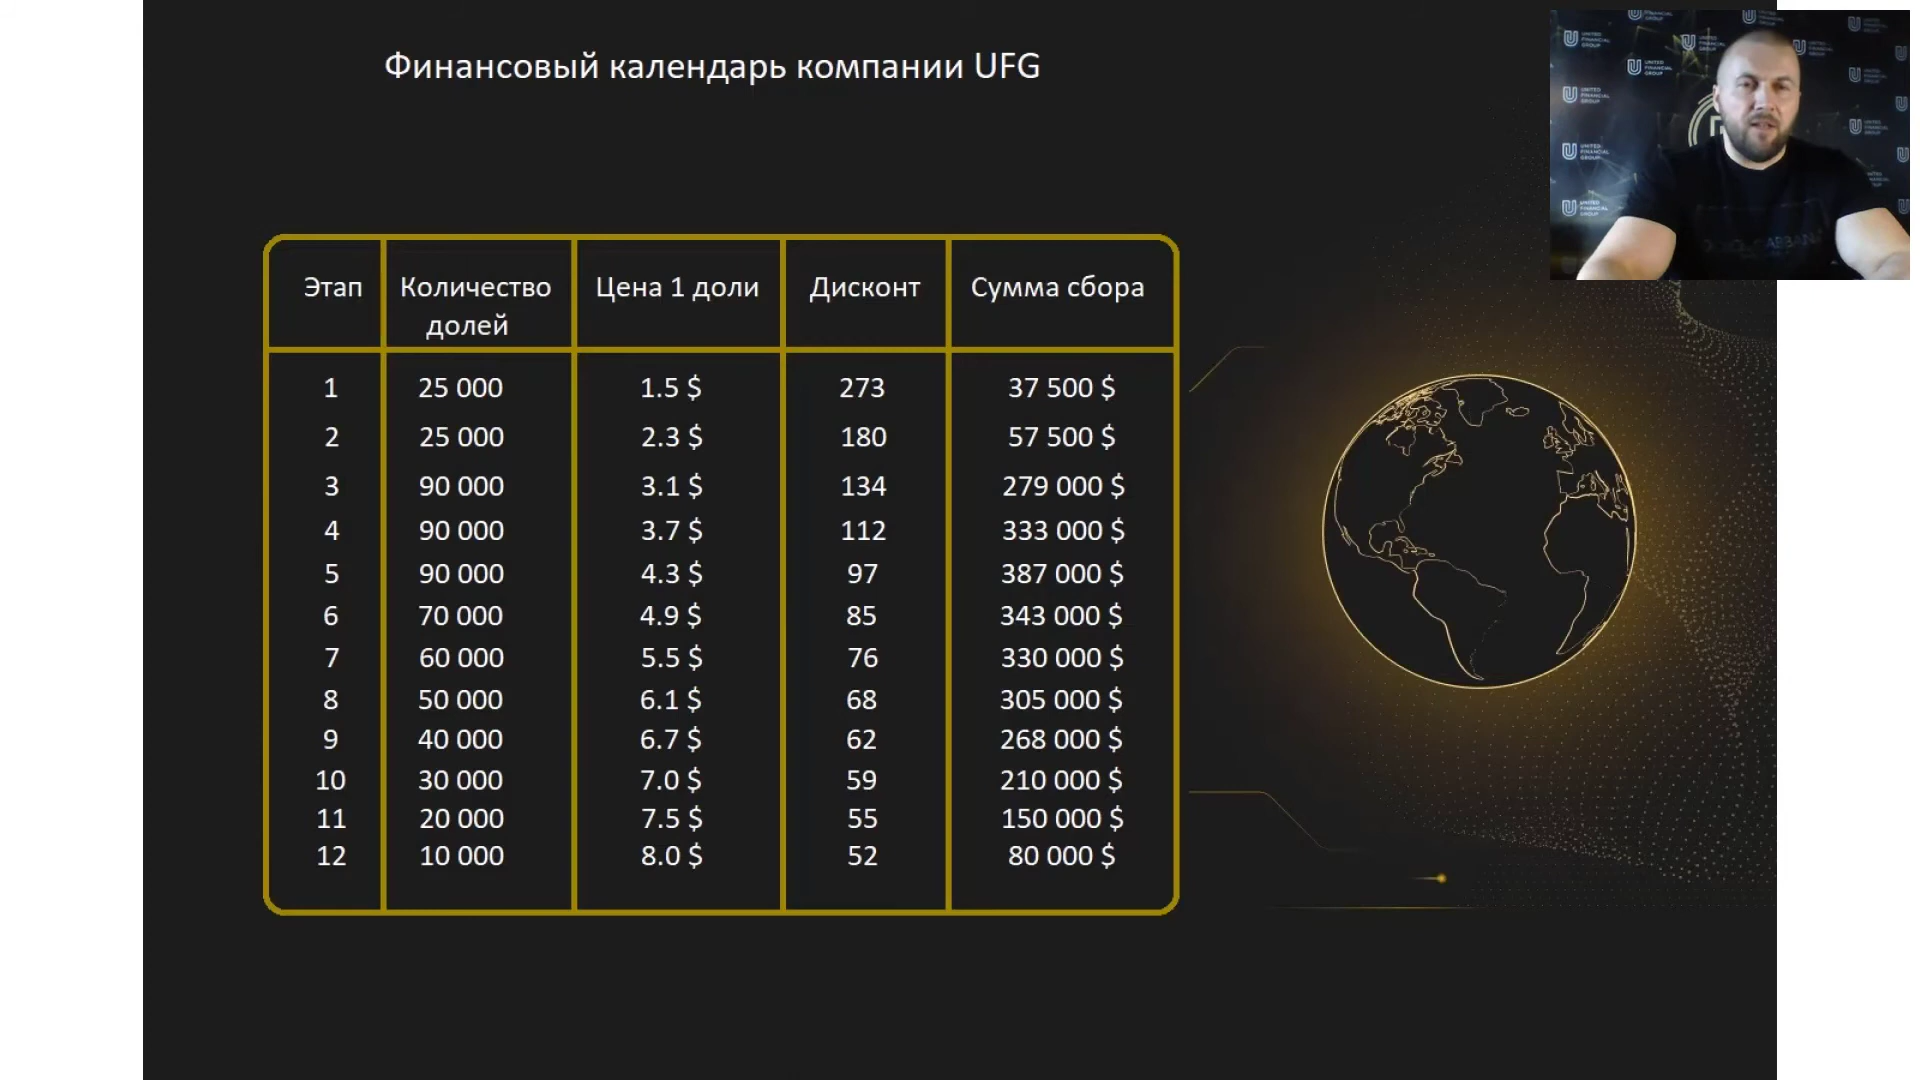 Финансовый календарь компании UFG
UNITED FINANCIAL GROUP
Этап Количество долей Цена 1 доли Дисконт Сумма сбора
1 25 000 1.5 $ 273 37 500 $
2 25 000 2.3 $ 180 57 500 $
3 90 000 3.1 $ 134 279 000 $
4 90 000 3.7 $ 112 333 000 $
5 90 000 4.3 $ 97 387 000 $
6 70 000 4.9 $ 85 343 000 $
7 60 000 5.5 $ 76 330 000 $
8 50 000 6.1 $ 68 305 000 $
9 40 000 6.7 $ 62 268 000 $
10 30 000 7.0 $ 59 210 000 $
11 20 000 7.5 $ 55 150 000 $
12 10 000 8.0 $ 52 80 000 $